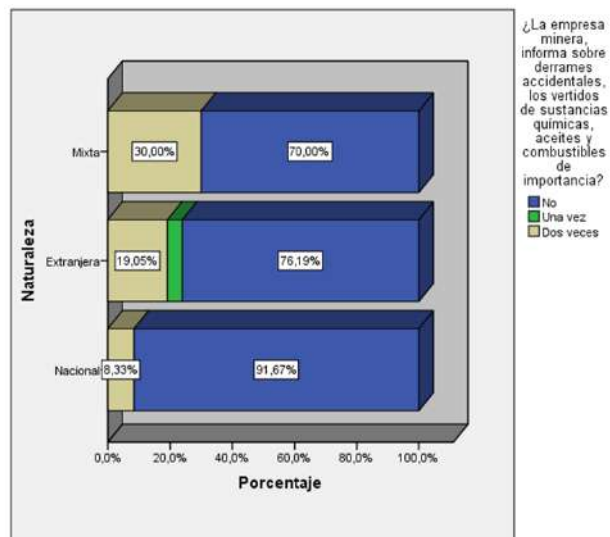 ¿La empresa
minera,
informa sobre
derrames
accidentales,
los vertidos
de sustancias
químicas,
aceites y
combustibles
de
importancia?
No
Una vez
Dos veces
Naturaleza
Mixta
30,00%
70,00%
Extranjera
19,05%
76,19%
Nacional
8,33%
91,67%
0,0% 20,0% 40,0% 60,0% 80,0% 100,0%
Porcentaje